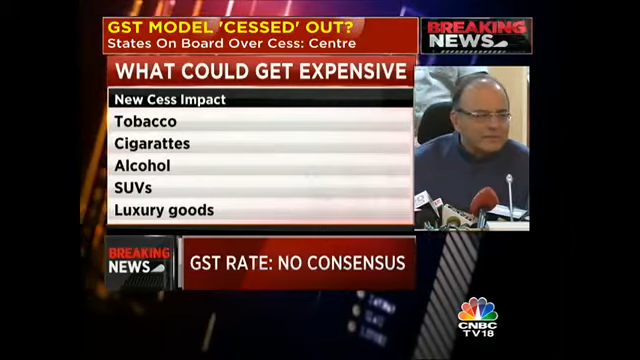 GST MODEL 'CESSED' OUT?
States On Board Over Cess: Centre
BREAKING
NEWS
WHAT COULD GET EXPENSIVE
New Cess Impact
Tobacco
Cigarattes
Alcohol
SUVs
Luxury goods
BREAKING
NEWS
GST RATE: NO CONSENSUS
CNBC
TV18